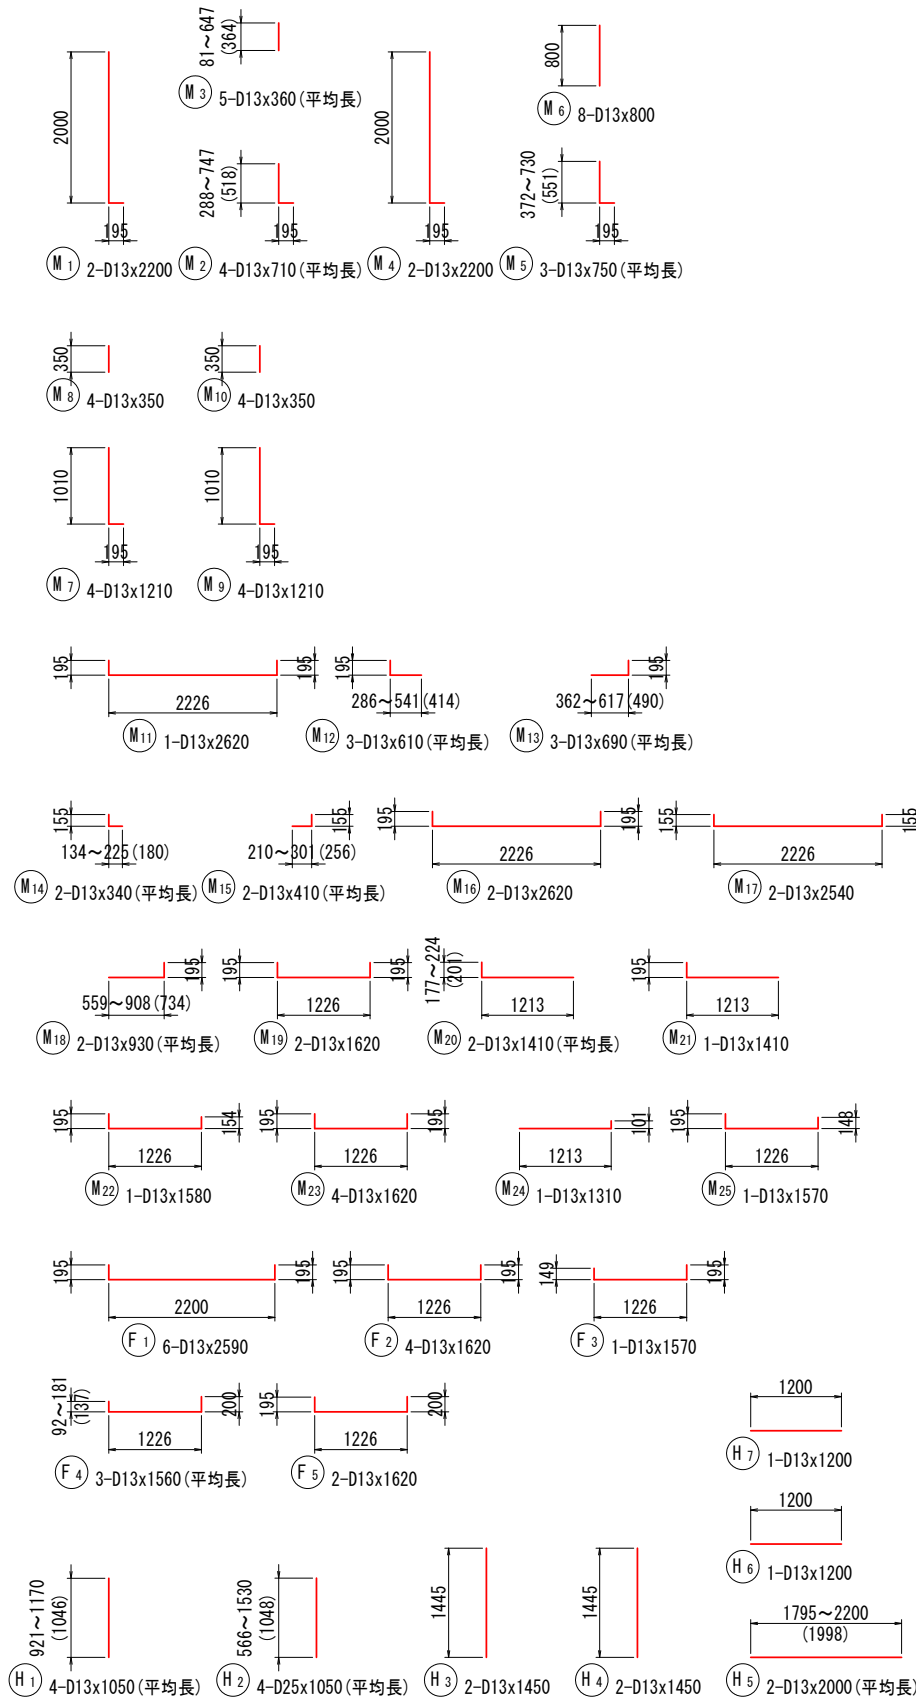 81～647
(364)
2000
M3 5-D13x360(平均長)
2000
800
M6 8-D13x800
288～747
(518)
372～730
(551)
195
195
195
195
M1 2-D13x2200
M2 4-D13x710(平均長)
M4 2-D13x2200
M5 3-D13x750(平均長)
350
350
M8 4-D13x350
M10 4-D13x350
1010
1010
195
195
M7 4-D13x1210
M9 4-D13x1210
195
195
195
195
2226
286～541(414)
362～617(490)
M11 1-D13x2620
M12 3-D13x610(平均長)
M13 3-D13x690(平均長)
155
155
195
195
155
155
134～225(180)
210～301(256)
2226
2226
M14 2-D13x340(平均長)
M15 2-D13x410(平均長)
M16 2-D13x2620
M17 2-D13x2540
195
195
195
177～224
(201)
195
559～908(734)
1226
1213
1213
M18 2-D13x930(平均長)
M19 2-D13x1620
M20 2-D13x1410(平均長)
M21 1-D13x1410
195
154
195
195
101
195
148
1226
1226
1213
1226
M22 1-D13x1580
M23 4-D13x1620
M24 1-D13x1310
M25 1-D13x1570
195
195
195
195
149
195
2200
1226
1226
F1 6-D13x2590
F2 4-D13x1620
F3 1-D13x1570
92～181
(137)
200
195
200
1226
1226
F4 3-D13x1560(平均長)
F5 2-D13x1620
1200
H7 1-D13x1200
1200
H6 1-D13x1200
921～1170
(1046)
566～1530
(1048)
1445
1445
1795～2200
(1998)
H1 4-D13x1050(平均長)
H2 4-D25x1050(平均長)
H3 2-D13x1450
H4 2-D13x1450
H5 2-D13x2000(平均長)